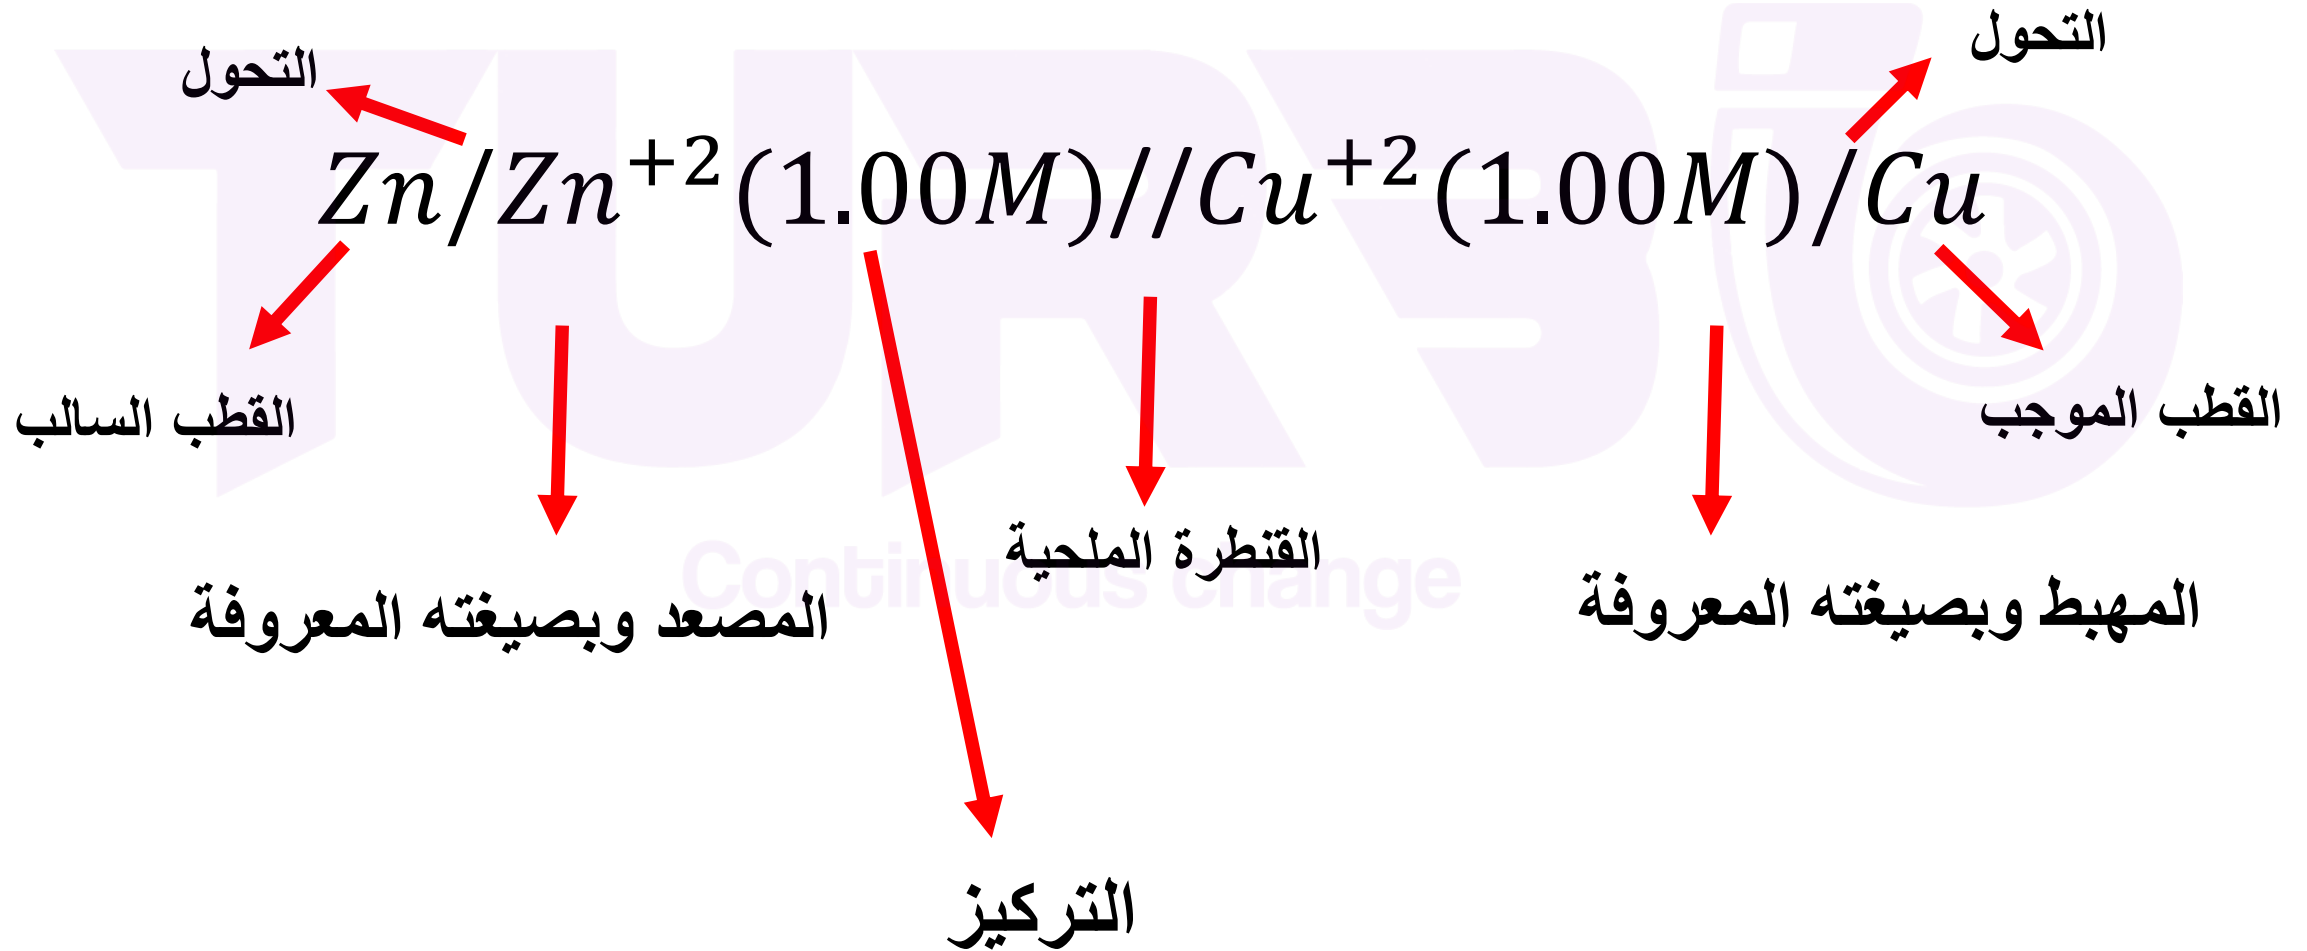 التحول
التحول
Zn/Zn⁺²(1.00M)//Cu⁺²(1.00M)/Cu
القطب السالب
القطب الموجب
القنطرة الملحية
المصعد وبصيغته المعروفة
المهبط وبصيغته المعروفة
التركيز
TURBO
Continuous change